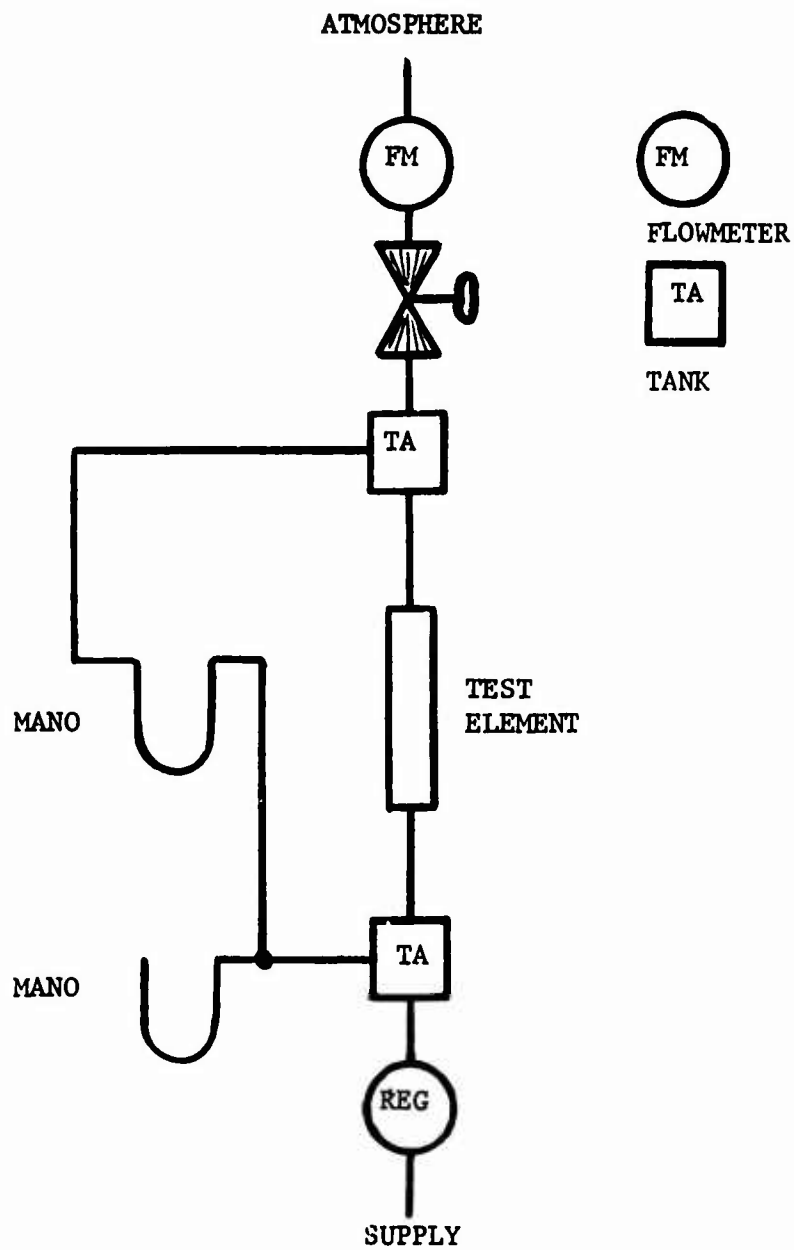 ATMOSPHERE
FM
FM
FLOWMETER
TA
TANK
TA
TEST
ELEMENT
MANO
TA
MANO
REG
SUPPLY